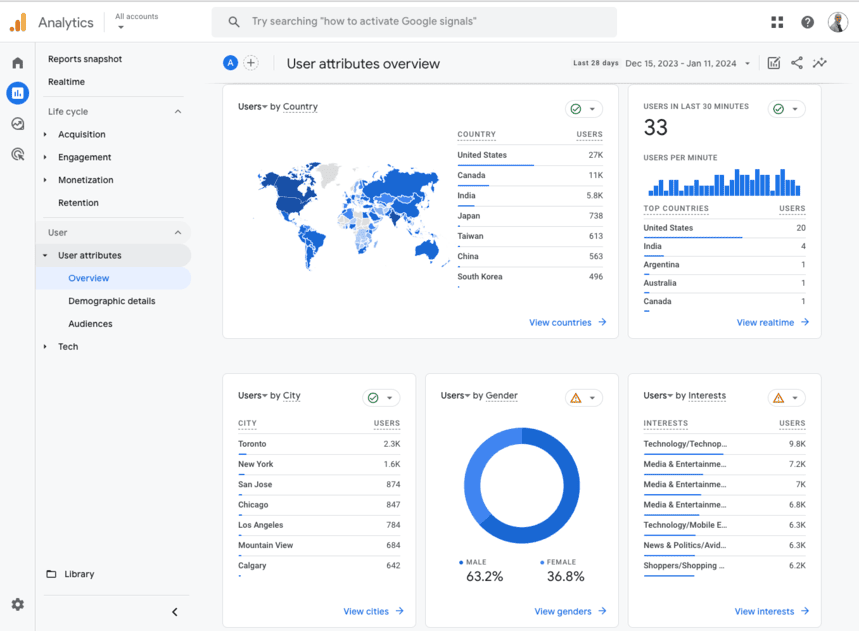 Analytics
All accounts
Try searching "how to activate Google signals"
Reports snapshot
Realtime
Life cycle
Acquisition
Engagement
Monetization
Retention
User
User attributes
Overview
Demographic details
Audiences
Tech
Library
A
User attributes overview
Last 28 days Dec 15, 2023 - Jan 11, 2024
Users by Country
COUNTRY USERS
United States 27K
Canada 11K
India 5.8K
Japan 738
Taiwan 613
China 563
South Korea 496
View countries
USERS IN LAST 30 MINUTES
33
USERS PER MINUTE
TOP COUNTRIES USERS
United States 20
India 4
Argentina 1
Australia 1
Canada 1
View realtime
Users by City
CITY USERS
Toronto 2.3K
New York 1.6K
San Jose 874
Chicago 847
Los Angeles 784
Mountain View 684
Calgary 642
View cities
Users by Gender
MALE FEMALE
63.2% 36.8%
View genders
Users by Interests
INTERESTS USERS
Technology/Technop... 9.8K
Media & Entertainme... 7.2K
Media & Entertainme... 7K
Media & Entertainme... 6.8K
Technology/Mobile E... 6.3K
News & Politics/Avid... 6.3K
Shoppers/Shopping ... 6.2K
View interests